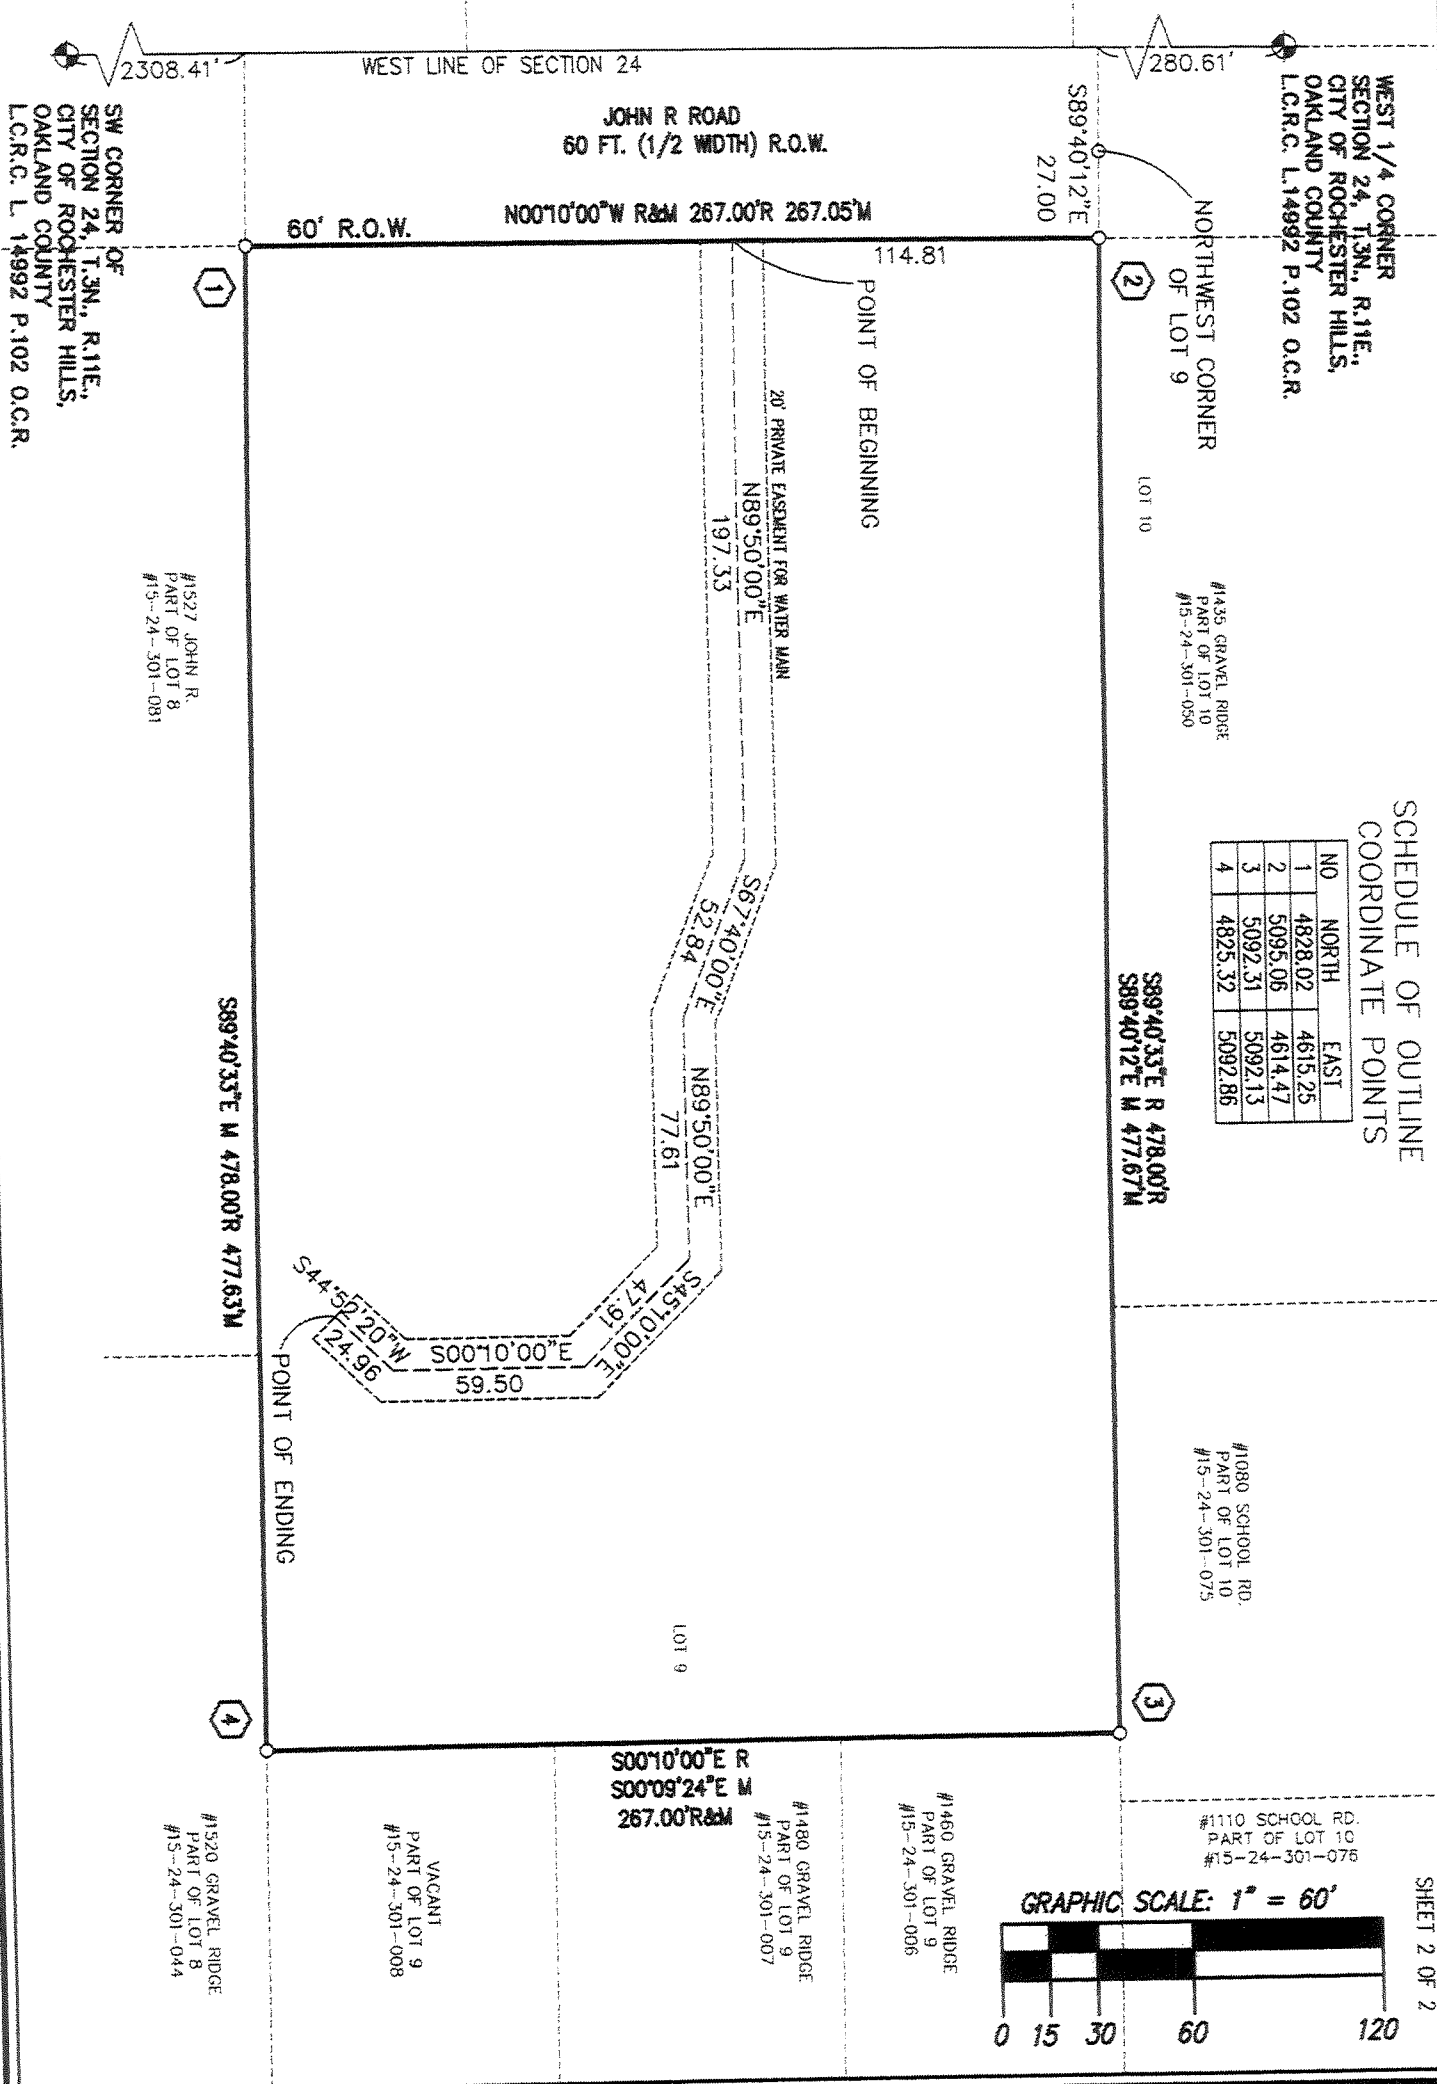 SHEET 2 OF 2
SCHEDULE OF OUTLINE
COORDINATE POINTS
NO NORTH EAST
1 4828.02 4615.25
2 5095.06 4614.47
3 5092.31 5092.13
4 4825.32 5092.86
WEST 1/4 CORNER
SECTION 24, T.3N., R.11E.,
CITY OF ROCHESTER HILLS,
OAKLAND COUNTY
L.C.R.C. L.14992 P.102 O.C.R.
280.61'
NORTHWEST CORNER
OF LOT 9
S89°40'12"E
27.00
LOT 10
#1435 GRAVEL RIDGE
PART OF LOT 10
#15-24-301-050
S89°40'33"E R 478.00'R
S89°40'12"E M 477.67'M
#1080 SCHOOL RD.
PART OF LOT 10
#15-24-301-075
#1110 SCHOOL RD.
PART OF LOT 10
#15-24-301-076
GRAPHIC SCALE: 1" = 60'
0 15 30 60 120
WEST LINE OF SECTION 24
JOHN R ROAD
60 FT. (1/2 WIDTH) R.O.W.
N00°10'00"W R&M 267.00'R 267.05'M
60' R.O.W.
114.81
2
POINT OF BEGINNING
20' PRIVATE EASEMENT FOR WATER MAIN
N89°50'00"E
197.33
S67°40'00"E
52.84
N89°50'00"E
77.61
S45°10'00"E
47.91
S00°10'00"E
59.50
S44°52'20"W
24.96
POINT OF ENDING
LOT 9
3
S00°10'00"E R
S00°09'24"E M
267.00'R&M
#1460 GRAVEL RIDGE
PART OF LOT 9
#15-24-301-006
#1480 GRAVEL RIDGE
PART OF LOT 9
#15-24-301-007
VACANT
PART OF LOT 9
#15-24-301-008
#1520 GRAVEL RIDGE
PART OF LOT 8
#15-24-301-044
1
4
S89°40'33"E M 478.00'R 477.63'M
#1527 JOHN R.
PART OF LOT 8
#15-24-301-081
2308.41'
SW CORNER OF
SECTION 24, T.3N., R.11E.,
CITY OF ROCHESTER HILLS,
OAKLAND COUNTY
L.C.R.C. L. 14992 P.102 O.C.R.